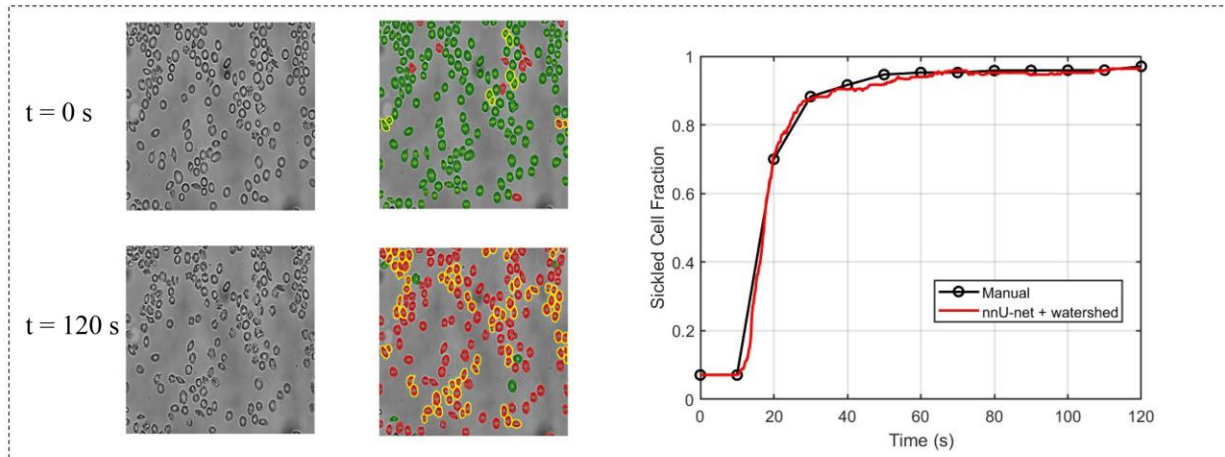 t = 0 s
t = 120 s
1
0.8
0.6
0.4
0.2
0
Sickled Cell Fraction
Manual
nnU-net + watershed
0 20 40 60 80 100 120
Time (s)